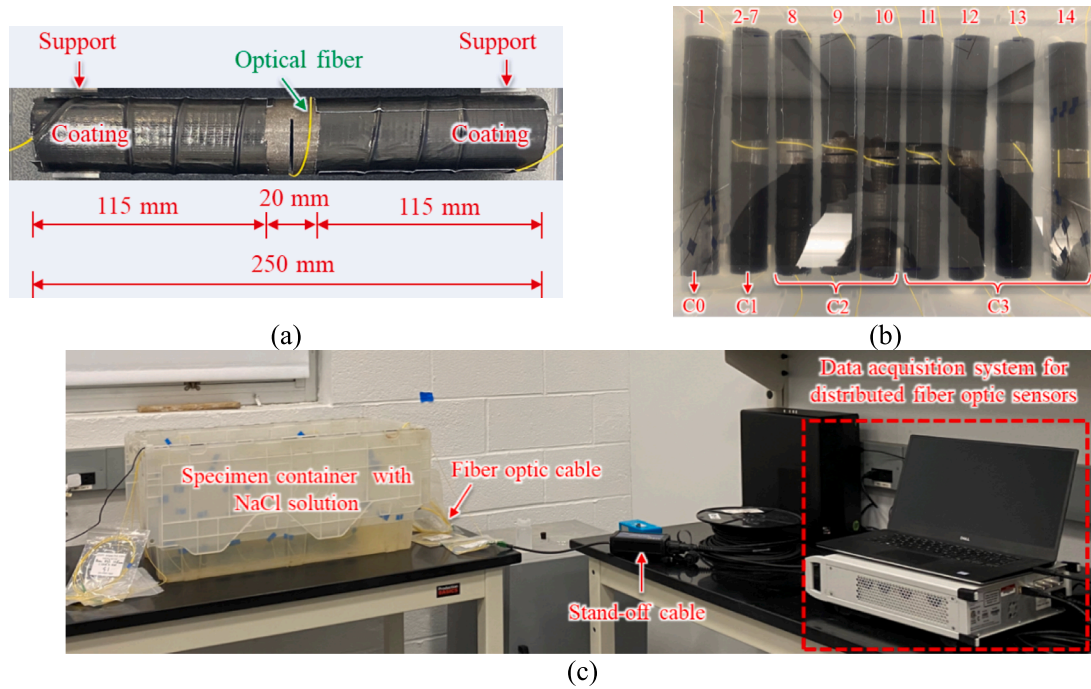 Support
Support
Optical fiber
Coating
Coating
115 mm
20 mm
115 mm
250 mm
(a)
1 2-7 8 9 10 11 12 13 14
C0 C1 C2 C3
(b)
Data acquisition system for
distributed fiber optic sensors
Specimen container with
NaCl solution
Fiber optic cable
Stand-off cable
DELL
(c)